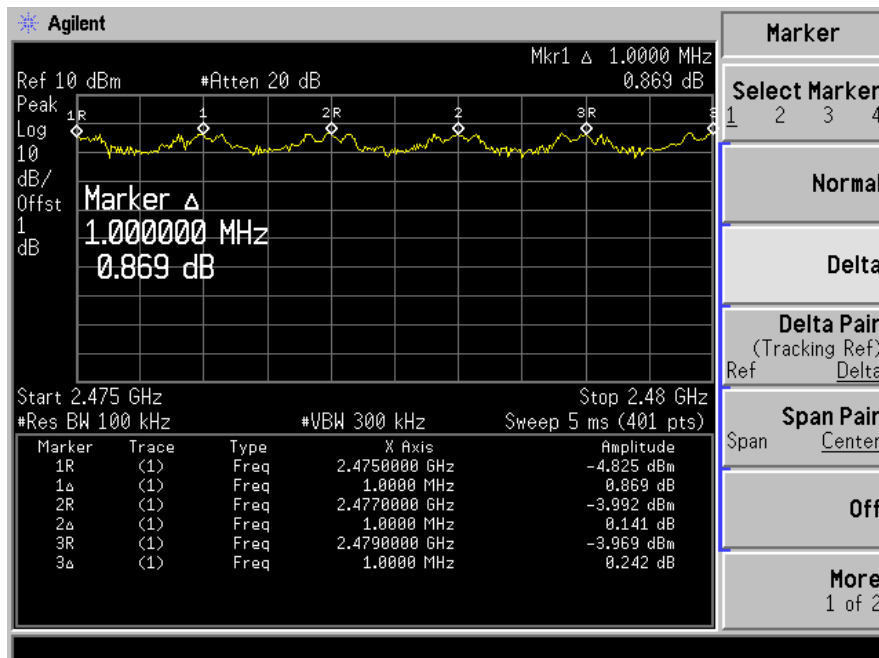 Agilent
Marker
Mkr1 Δ 1.0000 MHz
Ref 10 dBm #Atten 20 dB 0.869 dB
Peak
Log
10
dB/
Offst
1
dB
1R 1 2R 2 3R 3
Marker Δ
1.000000 MHz
0.869 dB
Start 2.475 GHz Stop 2.48 GHz
#Res BW 100 kHz #VBW 300 kHz Sweep 5 ms (401 pts)
Marker Trace Type X Axis Amplitude
1R (1) Freq 2.4750000 GHz -4.825 dBm
1Δ (1) Freq 1.0000 MHz 0.869 dB
2R (1) Freq 2.4770000 GHz -3.992 dBm
2Δ (1) Freq 1.0000 MHz 0.141 dB
3R (1) Freq 2.4790000 GHz -3.969 dBm
3Δ (1) Freq 1.0000 MHz 0.242 dB
Select Marker
1 2 3 4
Normal
Delta
Delta Pair
(Tracking Ref)
Ref Delta
Span Pair
Span Center
Off
More
1 of 2